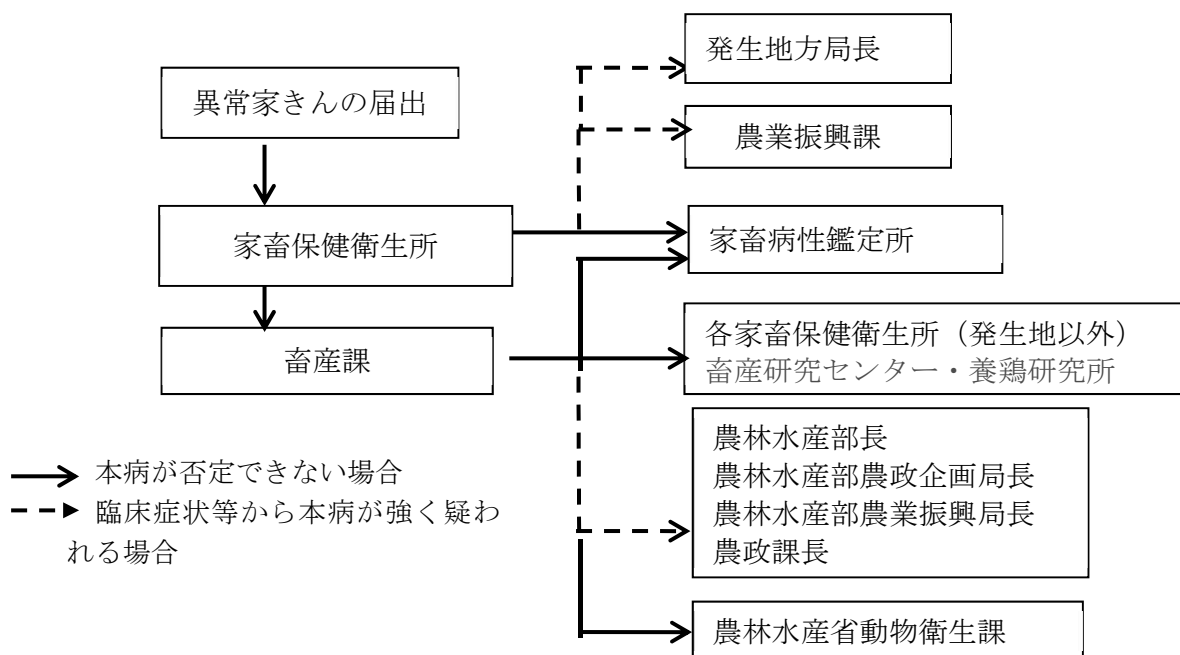 発生地方局長
異常家きんの届出
農業振興課
家畜保健衛生所
家畜病性鑑定所
畜産課
各家畜保健衛生所（発生地以外）
畜産研究センター・養鶏研究所
農林水産部長
農林水産部農政企画局長
農林水産部農業振興局長
農政課長
本病が否定できない場合
臨床症状等から本病が強く疑わ
れる場合
農林水産省動物衛生課